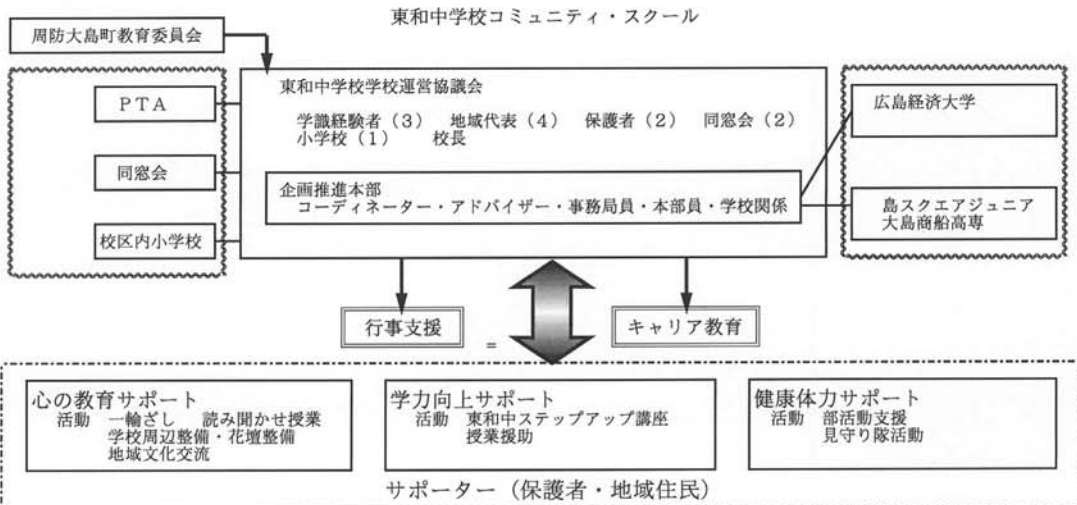 東和中学校コミュニティ・スクール
周防大島町教育委員会
PTA
同窓会
校区内小学校
東和中学校学校運営協議会
学識経験者(3) 地域代表(4) 保護者(2) 同窓会(2)
小学校(1) 校長
企画推進本部
コーディネーター・アドバイザー・事務局員・本部員・学校関係
広島経済大学
島スクエアジュニア
大島商船高専
行事支援
=
キャリア教育
心の教育サポート
活動 一輪ざし 読み聞かせ授業
学校周辺整備・花壇整備
地域文化交流
学力向上サポート
活動 東和中ステップアップ講座
授業援助
健康体力サポート
活動 部活動支援
見守り隊活動
サポーター(保護者・地域住民)